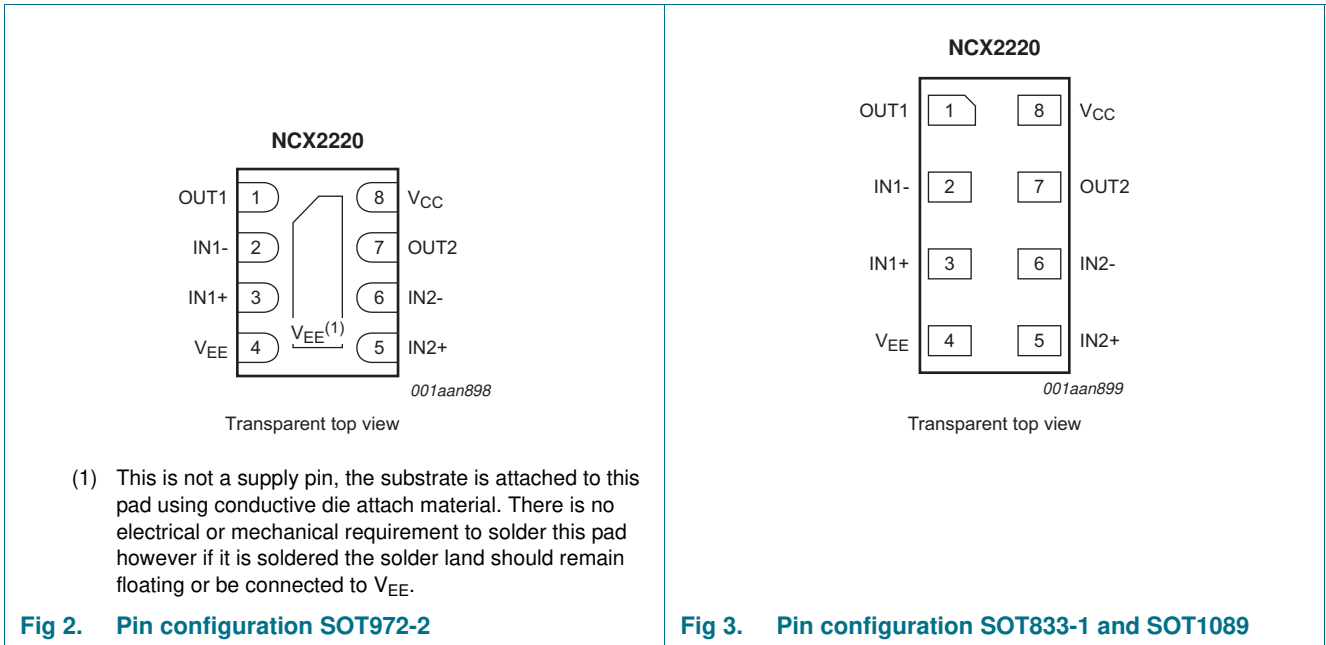 NCX2220
OUT1 1 8 VCC
IN1- 2 7 OUT2
IN1+ 3 6 IN2-
VEE 4 VEE(1) 5 IN2+
001aan898
Transparent top view
(1) This is not a supply pin, the substrate is attached to this
pad using conductive die attach material. There is no
electrical or mechanical requirement to solder this pad
however if it is soldered the solder land should remain
floating or be connected to VEE.
Fig 2. Pin configuration SOT972-2
NCX2220
OUT1 1 8 VCC
IN1- 2 7 OUT2
IN1+ 3 6 IN2-
VEE 4 5 IN2+
001aan899
Transparent top view
Fig 3. Pin configuration SOT833-1 and SOT1089